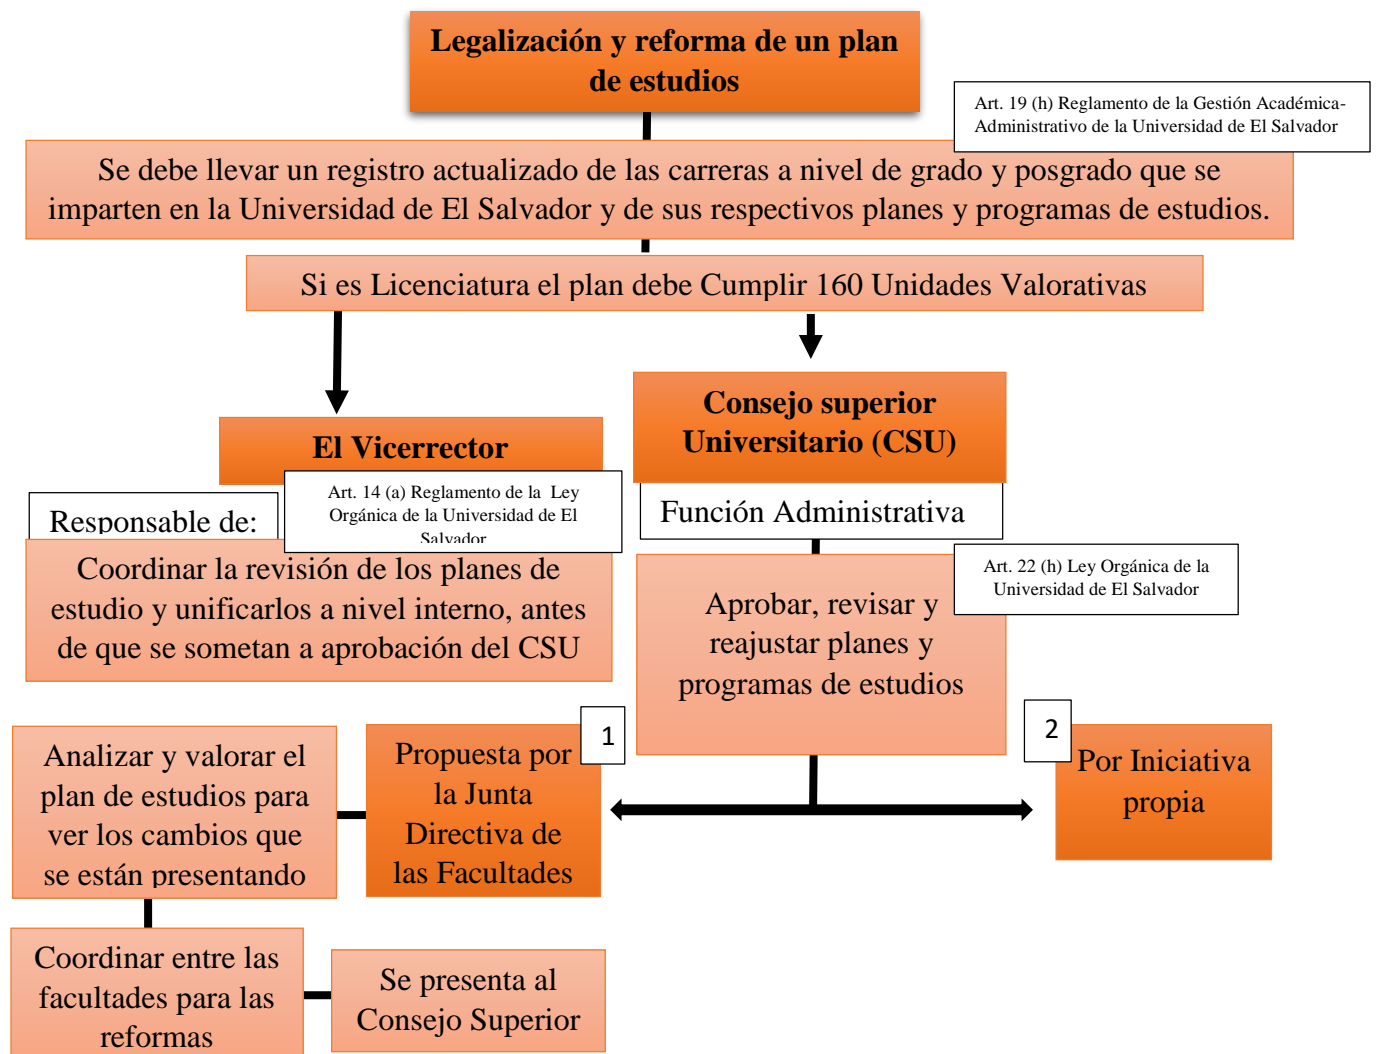 Legalización y reforma de un plan
de estudios
Art. 19 (h) Reglamento de la Gestión Académica-
Administrativo de la Universidad de El Salvador
Se debe llevar un registro actualizado de las carreras a nivel de grado y posgrado que se
imparten en la Universidad de El Salvador y de sus respectivos planes y programas de estudios.
Si es Licenciatura el plan debe Cumplir 160 Unidades Valorativas
El Vicerrector
Art. 14 (a) Reglamento de la Ley
Orgánica de la Universidad de El
Salvador
Responsable de:
Coordinar la revisión de los planes de
estudio y unificarlos a nivel interno, antes
de que se sometan a aprobación del CSU
Consejo superior
Universitario (CSU)
Función Administrativa
Art. 22 (h) Ley Orgánica de la
Universidad de El Salvador
Aprobar, revisar y
reajustar planes y
programas de estudios
1
Propuesta por
la Junta
Directiva de
las Facultades
2
Por Iniciativa
propia
Analizar y valorar el
plan de estudios para
ver los cambios que
se están presentando
Coordinar entre las
facultades para las
reformas
Se presenta al
Consejo Superior